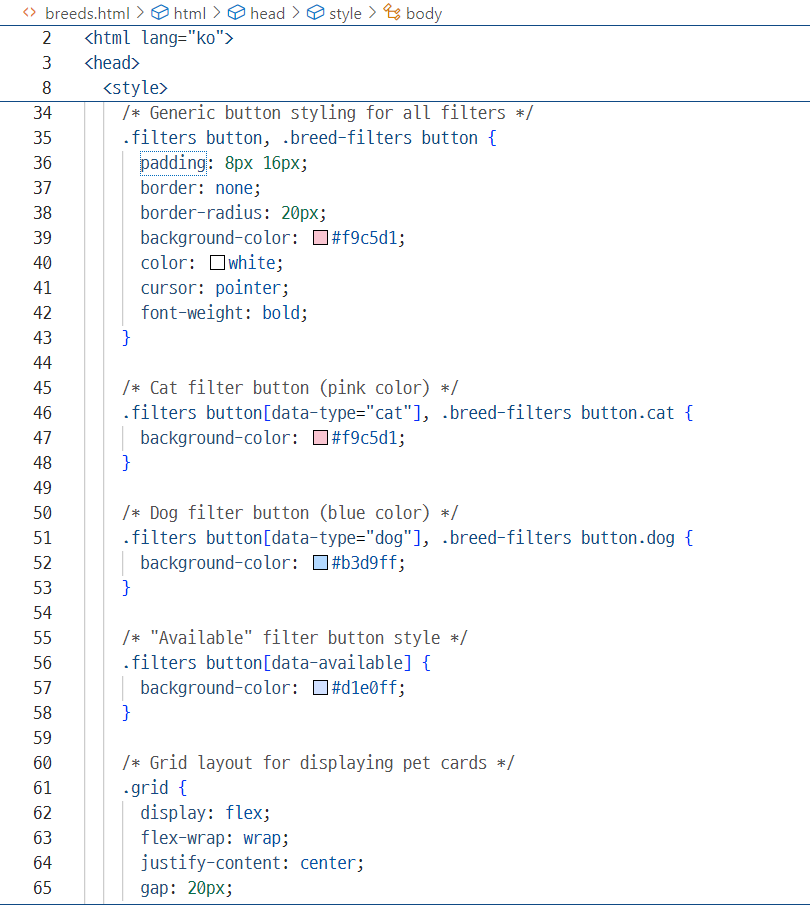 breeds.html > html > head > style > body
2 <html lang="ko">
3 <head>
8 <style>
34 /* Generic button styling for all filters */
35 .filters button, .breed-filters button {
36 padding: 8px 16px;
37 border: none;
38 border-radius: 20px;
39 background-color: #f9c5d1;
40 color: white;
41 cursor: pointer;
42 font-weight: bold;
43 }
44
45 /* Cat filter button (pink color) */
46 .filters button[data-type="cat"], .breed-filters button.cat {
47 background-color: #f9c5d1;
48 }
49
50 /* Dog filter button (blue color) */
51 .filters button[data-type="dog"], .breed-filters button.dog {
52 background-color: #b3d9ff;
53 }
54
55 /* "Available" filter button style */
56 .filters button[data-available] {
57 background-color: #d1e0ff;
58 }
59
60 /* Grid layout for displaying pet cards */
61 .grid {
62 display: flex;
63 flex-wrap: wrap;
64 justify-content: center;
65 gap: 20px;